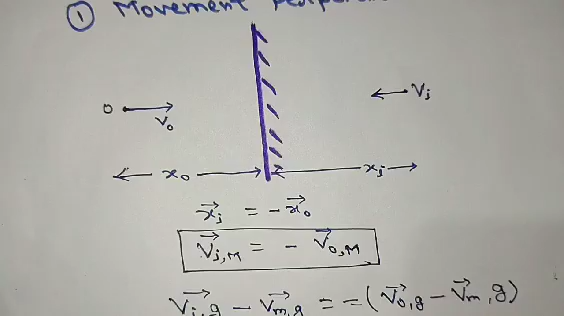 ① Movement
O
V₀
Vᵢ
x₀
xᵢ
x⃗ᵢ = -x⃗₀
V⃗ᵢ,M = - V⃗₀,M
V⃗ᵢ,g - V⃗m,g = =(V⃗₀,g - V⃗m,g)